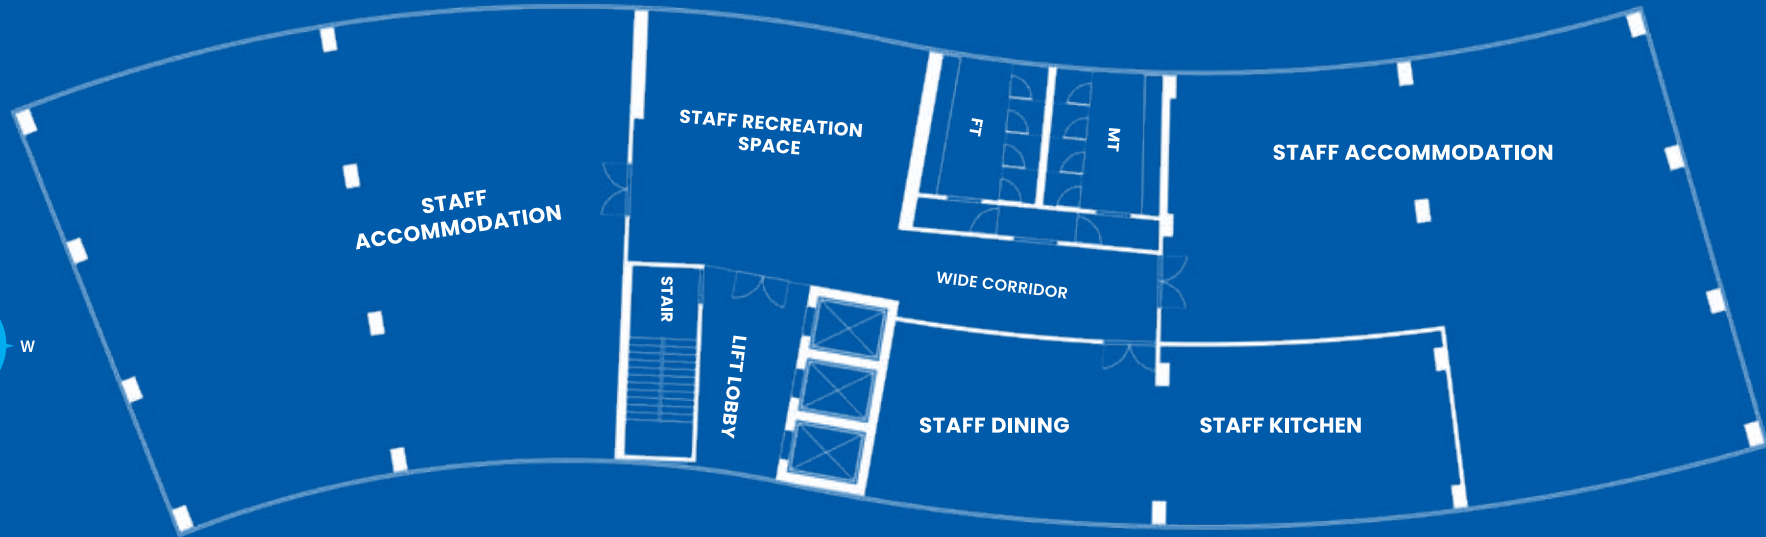 STAFF
ACCOMMODATION
STAFF RECREATION
SPACE
FT
MT
STAFF ACCOMMODATION
STAIR
WIDE CORRIDOR
W
LIFT LOBBY
STAFF DINING
STAFF KITCHEN